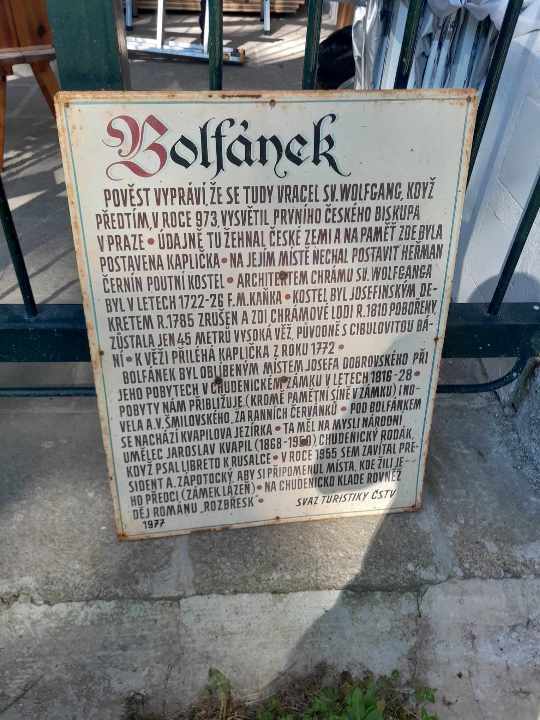 Bolfánek
POVĚST VYPRÁVÍ, ŽE SE TUDY VRACEL SV. WOLFGANG, KDYŽ
PŘEDTÍM, V ROCE 973, VYSVĚTIL PRVNÍHO ČESKÉHO BISKUPA
V PRAZE • ÚDAJNĚ TU ŽEHNAL ČESKÉ ZEMI A NA PAMĚŤ ZDE BYLA
POSTAVENA KAPLIČKA • NA JEJÍM MÍSTĚ NECHAL POSTAVIT HEŘMAN
ČERNÍN POUTNÍ KOSTEL • ARCHITEKTEM CHRÁMU SV. WOLFGANGA
BYL V LETECH 1722-26 F. M. KAŇKA • KOSTEL BYL JOSEFINSKÝM DE-
KRETEM R. 1785 ZRUŠEN A ZDI CHRÁMOVÉ LODI R. 1810 POBOŘENY
ZŮSTALA JEN 45 METRŮ VYSOKÁ VĚŽ, PŮVODNĚ S CIBULOVITOU BÁ-
NÍ • K VĚŽI PŘILÉHÁ KAPLIČKA Z ROKU 1772 •
BOLFÁNEK BYL OBLÍBENÝM MÍSTEM JOSEFA DOBROVSKÉHO PŘI
JEHO POBYTECH V CHUDENICKÉM ZÁMKU V LETECH 1816-28 •
POBYTY NÁM PŘIBLIŽUJE (KROMĚ PAMĚTNÍ SÍNĚ V ZÁMKU) I NO-
VELA A. V. ŠMILOVSKÉHO, ZA RANNÍCH ČERVÁNKŮ • POD BOLFÁNKEM
SE NACHÁZÍ KVAPILOVA JEZÍRKA • TA MĚL NA MYSLI NÁRODNÍ
UMĚLEC JAROSLAV KVAPIL (1868-1950) CHUDENICKÝ RODÁK,
KDYŽ PSAL LIBRETO K RUSALCE • V ROCE 1955 SEM ZAVÍTAL PRE-
SIDENT A. ZÁPOTOCKÝ, ABY SI PŘIPOMENUL MÍSTA, KDE ŽILI JE-
HO PŘEDCI (ZÁMEK LÁZEŇ) • NA CHUDENICKO KLADE ROVNĚŽ
DĚJ ROMÁNU „ROZBŘESK" •
SVAZ TURISTIKY ČSTV
1977